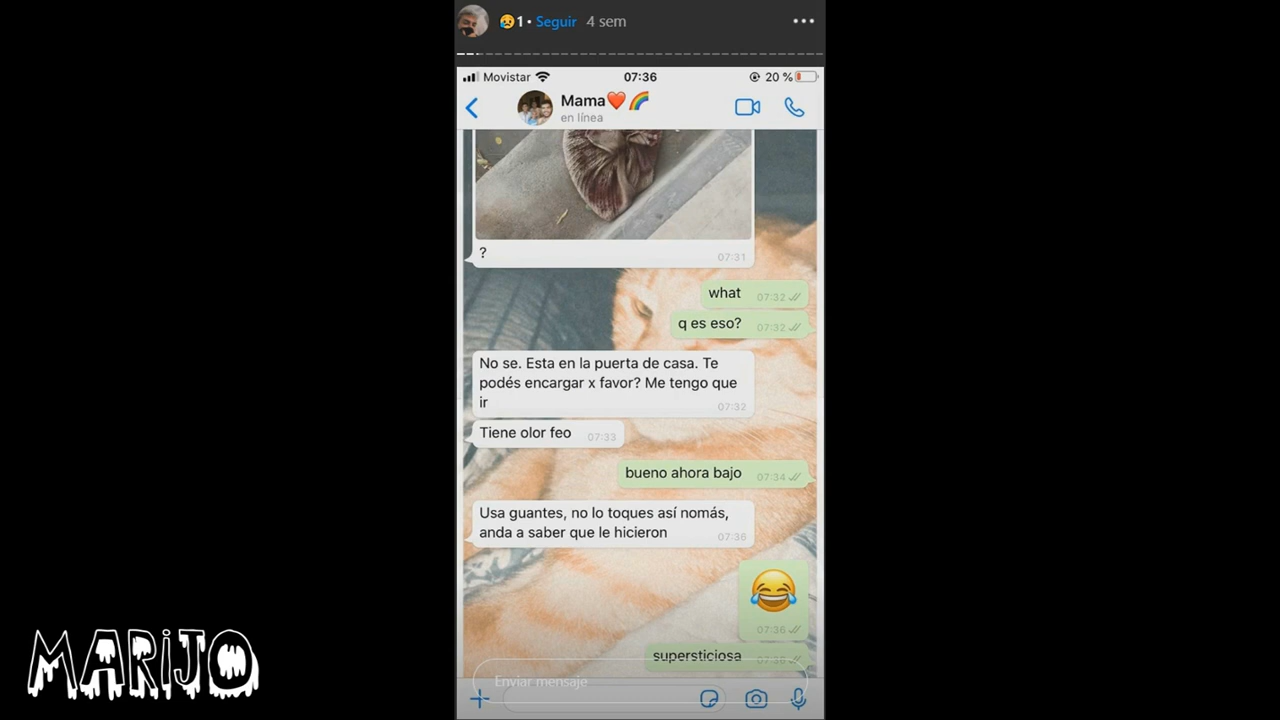 😥1 • Seguir 4 sem
Movistar 07:36 20 %
Mama❤️🌈
en línea
?
07:31
what 07:32
q es eso? 07:32
No se. Esta en la puerta de casa. Te
podés encargar x favor? Me tengo que
ir
07:32
Tiene olor feo 07:33
bueno ahora bajo 07:34
Usa guantes, no lo toques así nomás,
anda a saber que le hicieron
07:36
😂
07:36
supersticiosa 07:36
Enviar mensaje
MARiJO